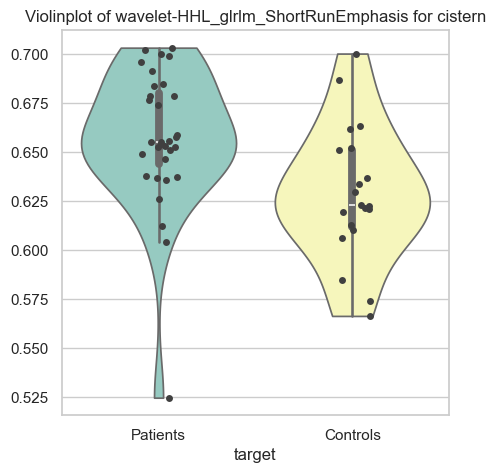 Violinplot of wavelet-HHL_glrlm_ShortRunEmphasis for cistern
0.700
0.675
0.650
0.625
0.600
0.575
0.550
0.525
Patients Controls
target